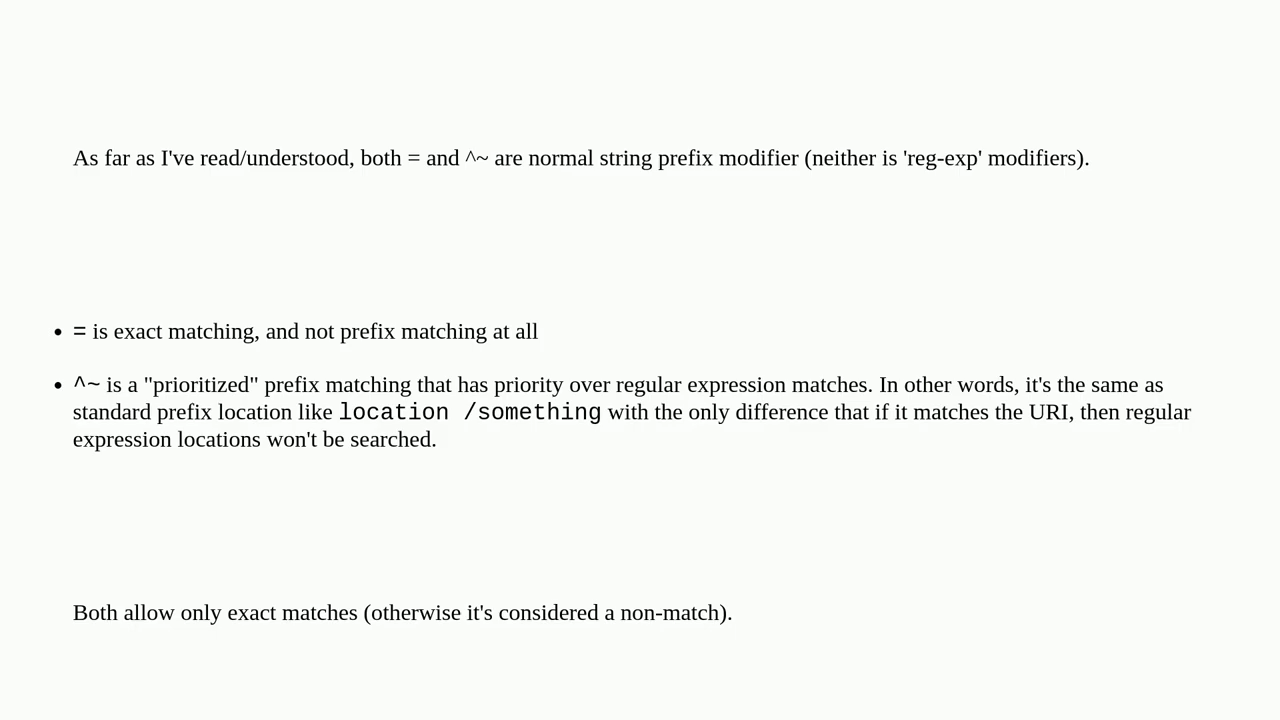 As far as I've read/understood, both = and ^~ are normal string prefix modifier (neither is 'reg-exp' modifiers).
• = is exact matching, and not prefix matching at all
• ^~ is a "prioritized" prefix matching that has priority over regular expression matches. In other words, it's the same as
standard prefix location like location /something with the only difference that if it matches the URI, then regular
expression locations won't be searched.
Both allow only exact matches (otherwise it's considered a non-match).